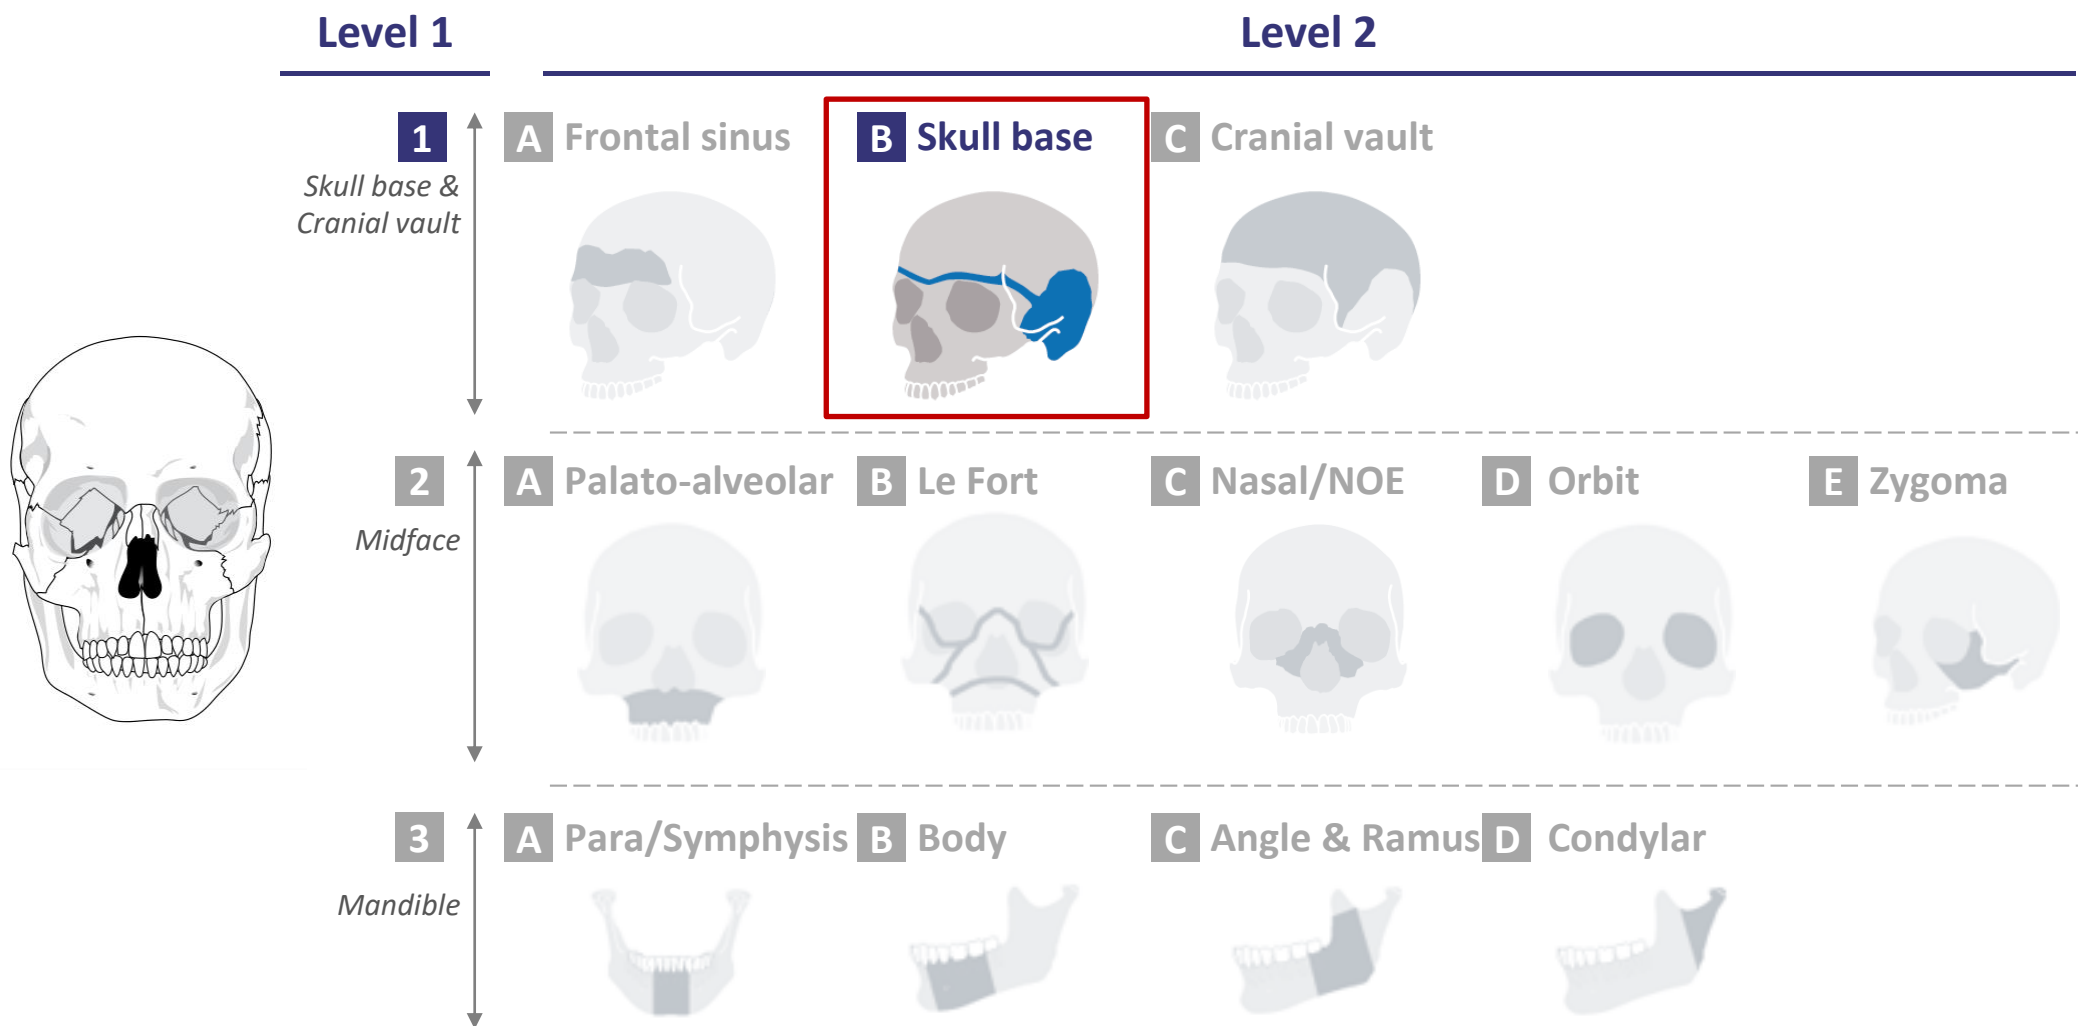 Level 1
Level 2
1
Skull base &
Cranial vault
A Frontal sinus
B Skull base
C Cranial vault
2
Midface
A Palato-alveolar
B Le Fort
C Nasal/NOE
D Orbit
E Zygoma
3
Mandible
A Para/Symphysis
B Body
C Angle & Ramus
D Condylar